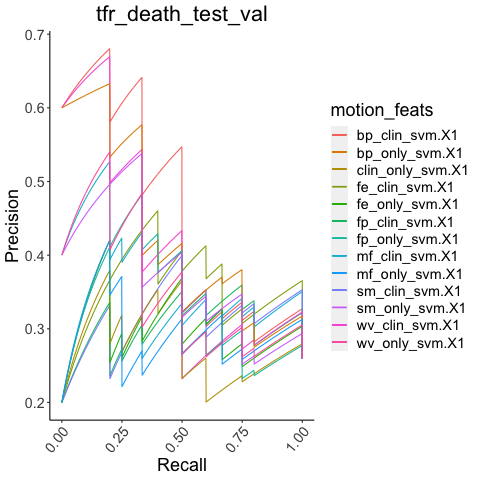 tfr_death_test_val
Precision
0.7
0.6
0.5
0.4
0.3
0.2
0.00
0.25
0.50
0.75
1.00
Recall
motion_feats
bp_clin_svm.X1
bp_only_svm.X1
clin_only_svm.X1
fe_clin_svm.X1
fe_only_svm.X1
fp_clin_svm.X1
fp_only_svm.X1
mf_clin_svm.X1
mf_only_svm.X1
sm_clin_svm.X1
sm_only_svm.X1
wv_clin_svm.X1
wv_only_svm.X1